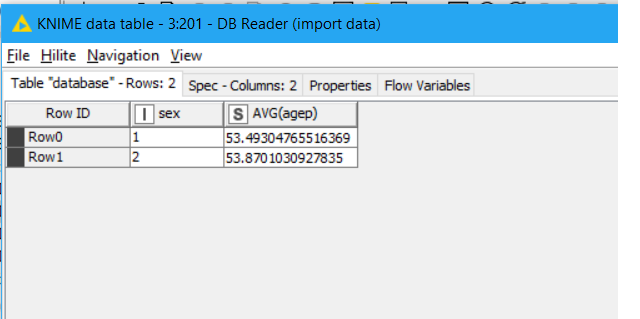 KNIME data table - 3:201 - DB Reader (import data)
File Hilite Navigation View
Table "database" - Rows: 2 Spec - Columns: 2 Properties Flow Variables
Row ID I sex S AVG(agep)
Row0 1 53.49304765516369
Row1 2 53.8701030927835